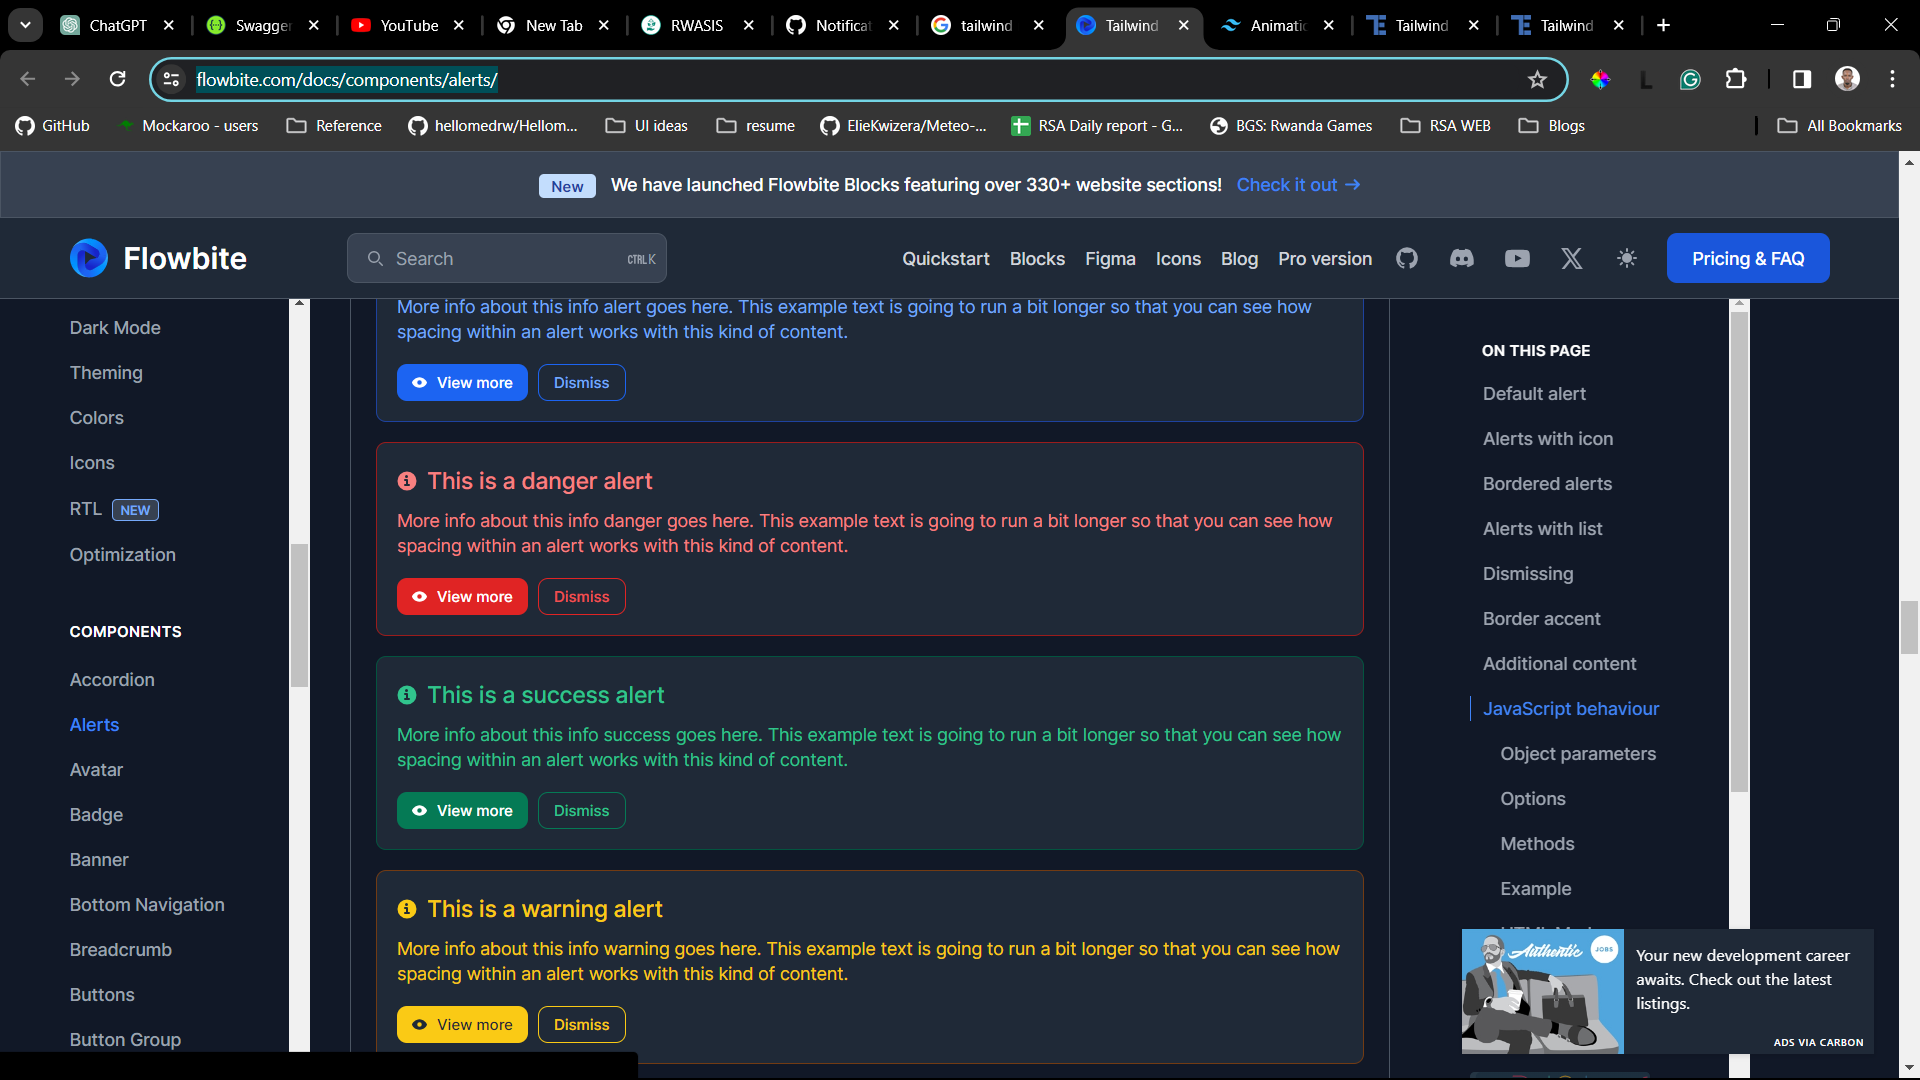 ChatGPT
Swagger
YouTube
New Tab
RWASIS
Notificat
tailwind
Tailwind
Animatic
Tailwind
Tailwind
flowbite.com/docs/components/alerts/
GitHub
Mockaroo - users
Reference
hellomedrw/Hellom...
UI ideas
resume
ElieKwizera/Meteo-...
RSA Daily report - G...
BGS: Rwanda Games
RSA WEB
Blogs
All Bookmarks
New We have launched Flowbite Blocks featuring over 330+ website sections! Check it out →
Flowbite
Search CTRL K
Quickstart Blocks Figma Icons Blog Pro version
Pricing & FAQ
Dark Mode
Theming
Colors
Icons
RTL NEW
Optimization
COMPONENTS
Accordion
Alerts
Avatar
Badge
Banner
Bottom Navigation
Breadcrumb
Buttons
Button Group
More info about this info alert goes here. This example text is going to run a bit longer so that you can see how
spacing within an alert works with this kind of content.
View more Dismiss
This is a danger alert
More info about this info danger goes here. This example text is going to run a bit longer so that you can see how
spacing within an alert works with this kind of content.
View more Dismiss
This is a success alert
More info about this info success goes here. This example text is going to run a bit longer so that you can see how
spacing within an alert works with this kind of content.
View more Dismiss
This is a warning alert
More info about this info warning goes here. This example text is going to run a bit longer so that you can see how
spacing within an alert works with this kind of content.
View more Dismiss
ON THIS PAGE
Default alert
Alerts with icon
Bordered alerts
Alerts with list
Dismissing
Border accent
Additional content
JavaScript behaviour
Object parameters
Options
Methods
Example
Authentic JOBS
Your new development career
awaits. Check out the latest
listings.
ADS VIA CARBON